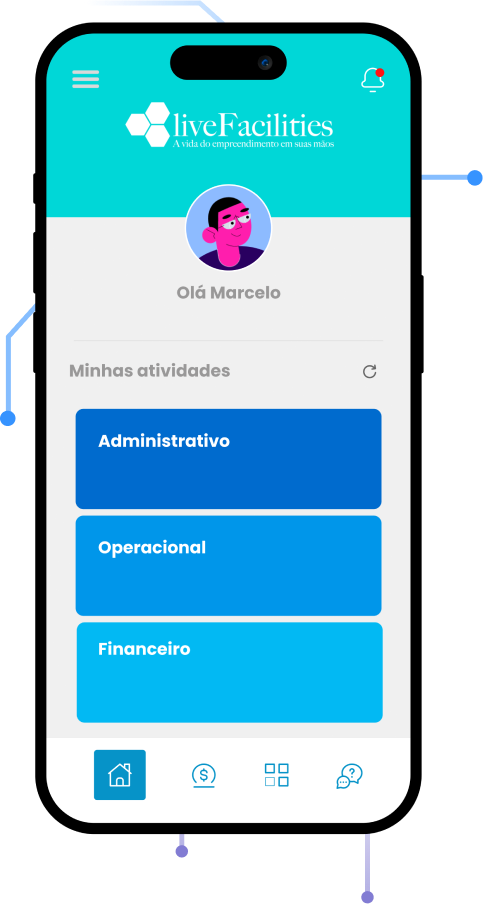 liveFacilities
A vida do empreendimento em suas mãos
Olá Marcelo
Minhas atividades
Administrativo
Operacional
Financeiro